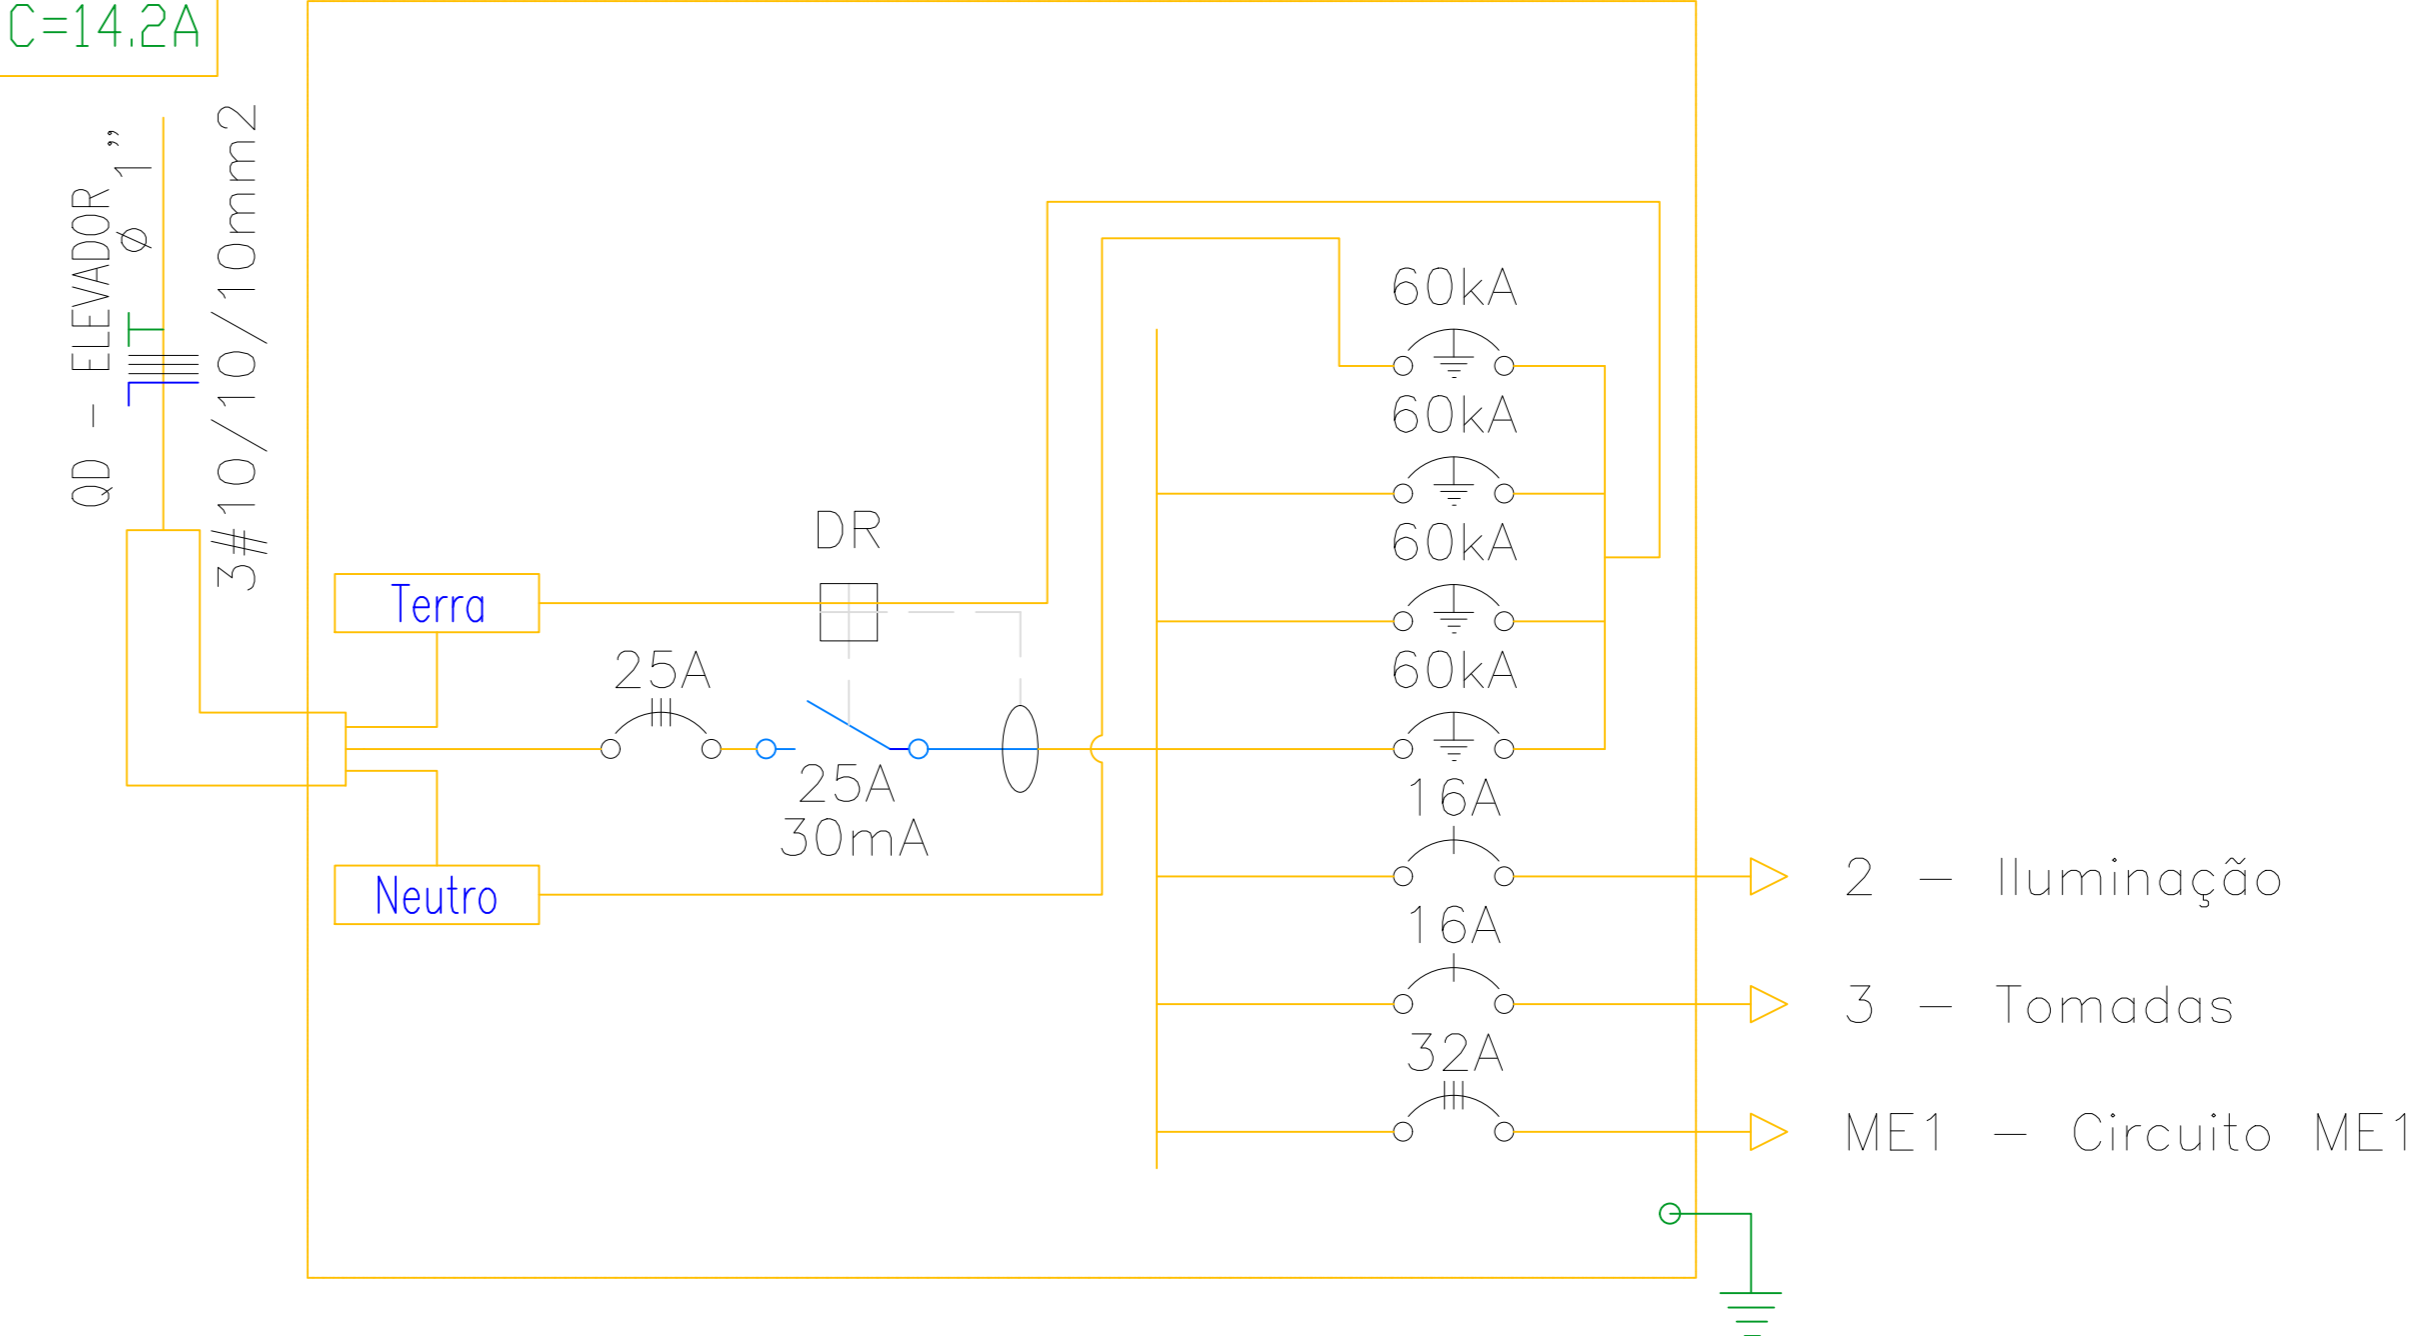 C=14.2A
QD - ELEVADOR
ø 1"
3#10/10/10mm2
Terra
DR
25A
25A
30mA
Neutro
60kA
60kA
60kA
60kA
16A
2 - Iluminação
16A
3 - Tomadas
32A
ME1 - Circuito ME1